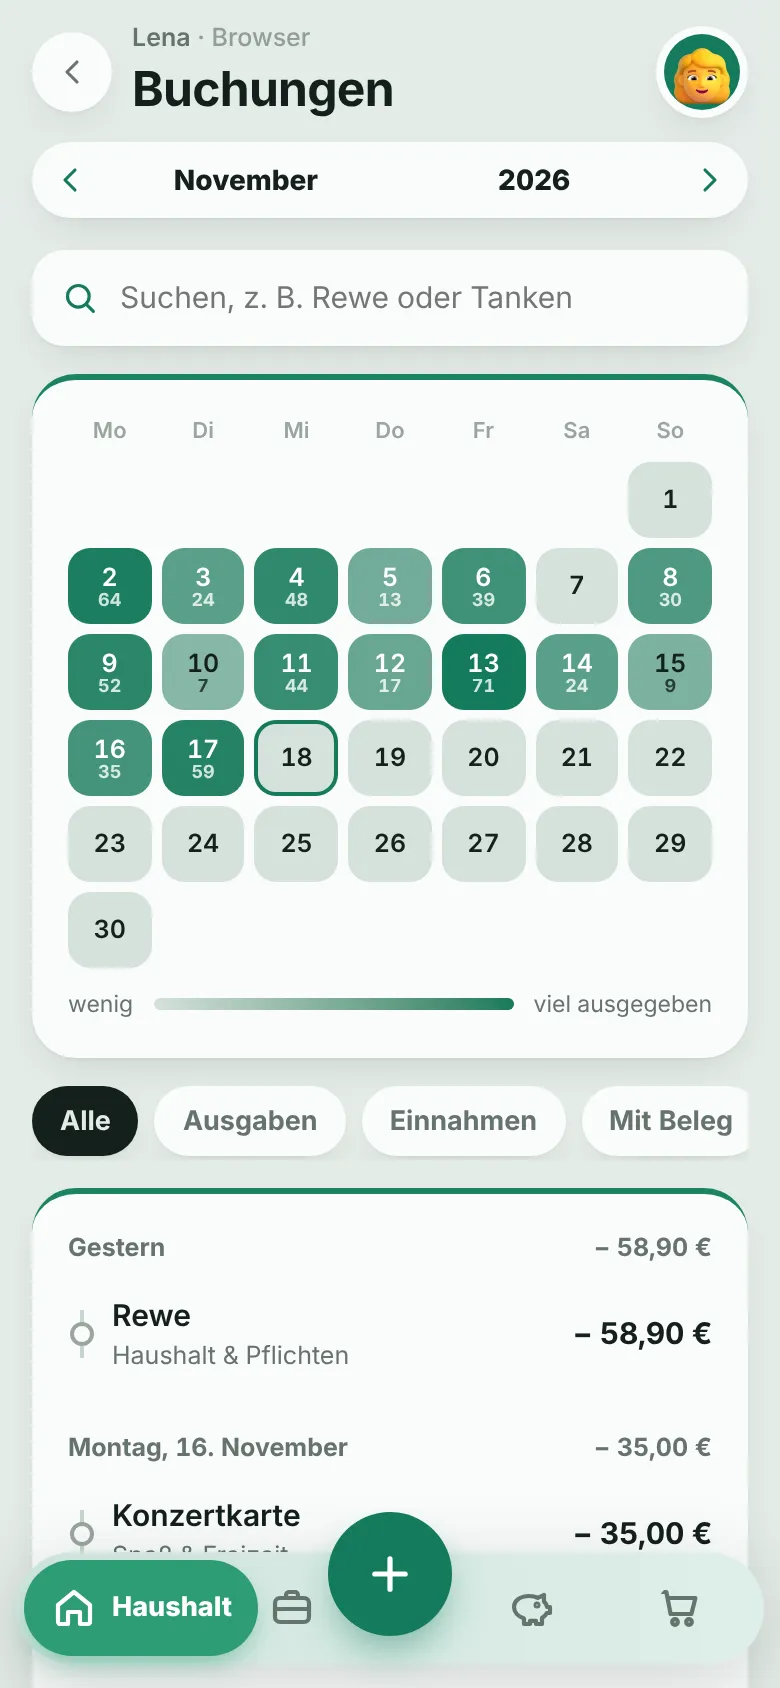 Lena · Browser
Buchungen
November 2026
Suchen, z. B. Rewe oder Tanken
Mo Di Mi Do Fr Sa So
1
2 3 4 5 6 7 8
64 24 48 13 39 30
9 10 11 12 13 14 15
52 7 44 17 71 24 9
16 17 18 19 20 21 22
35 59
23 24 25 26 27 28 29
30
wenig viel ausgegeben
Alle Ausgaben Einnahmen Mit Beleg
Gestern – 58,90 €
Rewe – 58,90 €
Haushalt & Pflichten
Montag, 16. November – 35,00 €
Konzertkarte – 35,00 €
Spaß & Freizeit
Haushalt